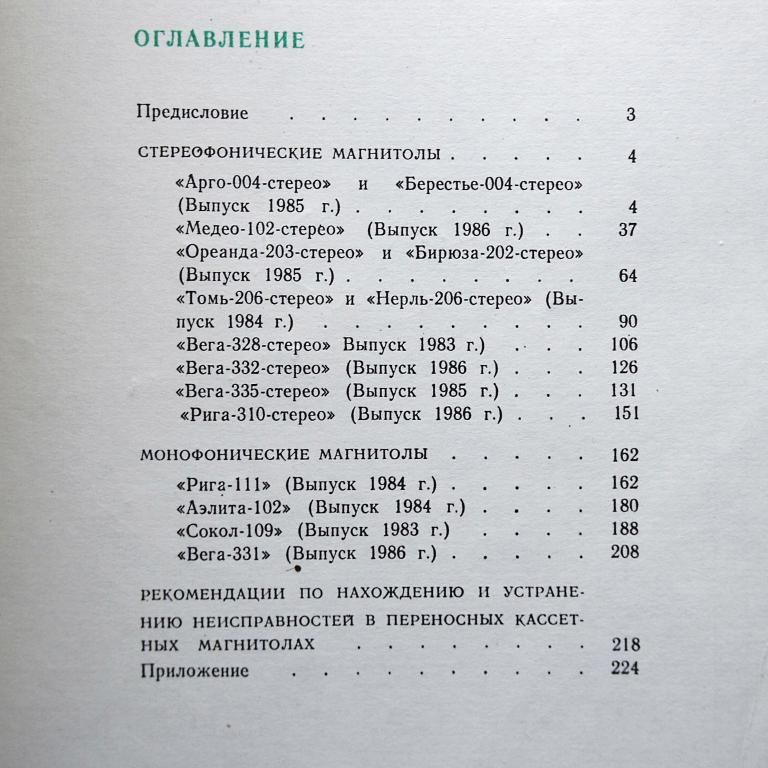 ОГЛАВЛЕНИЕ
Предисловие . . . . . . . . . . 3
СТЕРЕОФОНИЧЕСКИЕ МАГНИТОЛЫ . . . . . 4
«Арго-004-стерео» и «Берестье-004-стерео»
(Выпуск 1985 г.) . . . . . . . . 4
«Медео-102-стерео» (Выпуск 1986 г.) . . 37
«Ореанда-203-стерео» и «Бирюза-202-стерео»
(Выпуск 1985 г.) . . . . . . . . 64
«Томь-206-стерео» и «Нерль-206-стерео» (Вы-
пуск 1984 г.) . . . . . . . . . 90
«Вега-328-стерео» Выпуск 1983 г.) . . . 106
«Вега-332-стерео» (Выпуск 1986 г.) . . . 126
«Вега-335-стерео» (Выпуск 1985 г.) . . . 131
«Рига-310-стерео» (Выпуск 1986 г.) . . . 151
МОНОФОНИЧЕСКИЕ МАГНИТОЛЫ . . . . . 162
«Рига-111» (Выпуск 1984 г.) . . . . . 162
«Аэлита-102» (Выпуск 1984 г.) . . . . 180
«Сокол-109» (Выпуск 1983 г.) . . . . 188
«Вега-331» (Выпуск 1986 г.) . . . . . 208
РЕКОМЕНДАЦИИ ПО НАХОЖДЕНИЮ И УСТРАНЕ-
НИЮ НЕИСПРАВНОСТЕЙ В ПЕРЕНОСНЫХ КАССЕТ-
НЫХ МАГНИТОЛАХ . . . . . . . . 218
Приложение . . . . . . . . . . 224